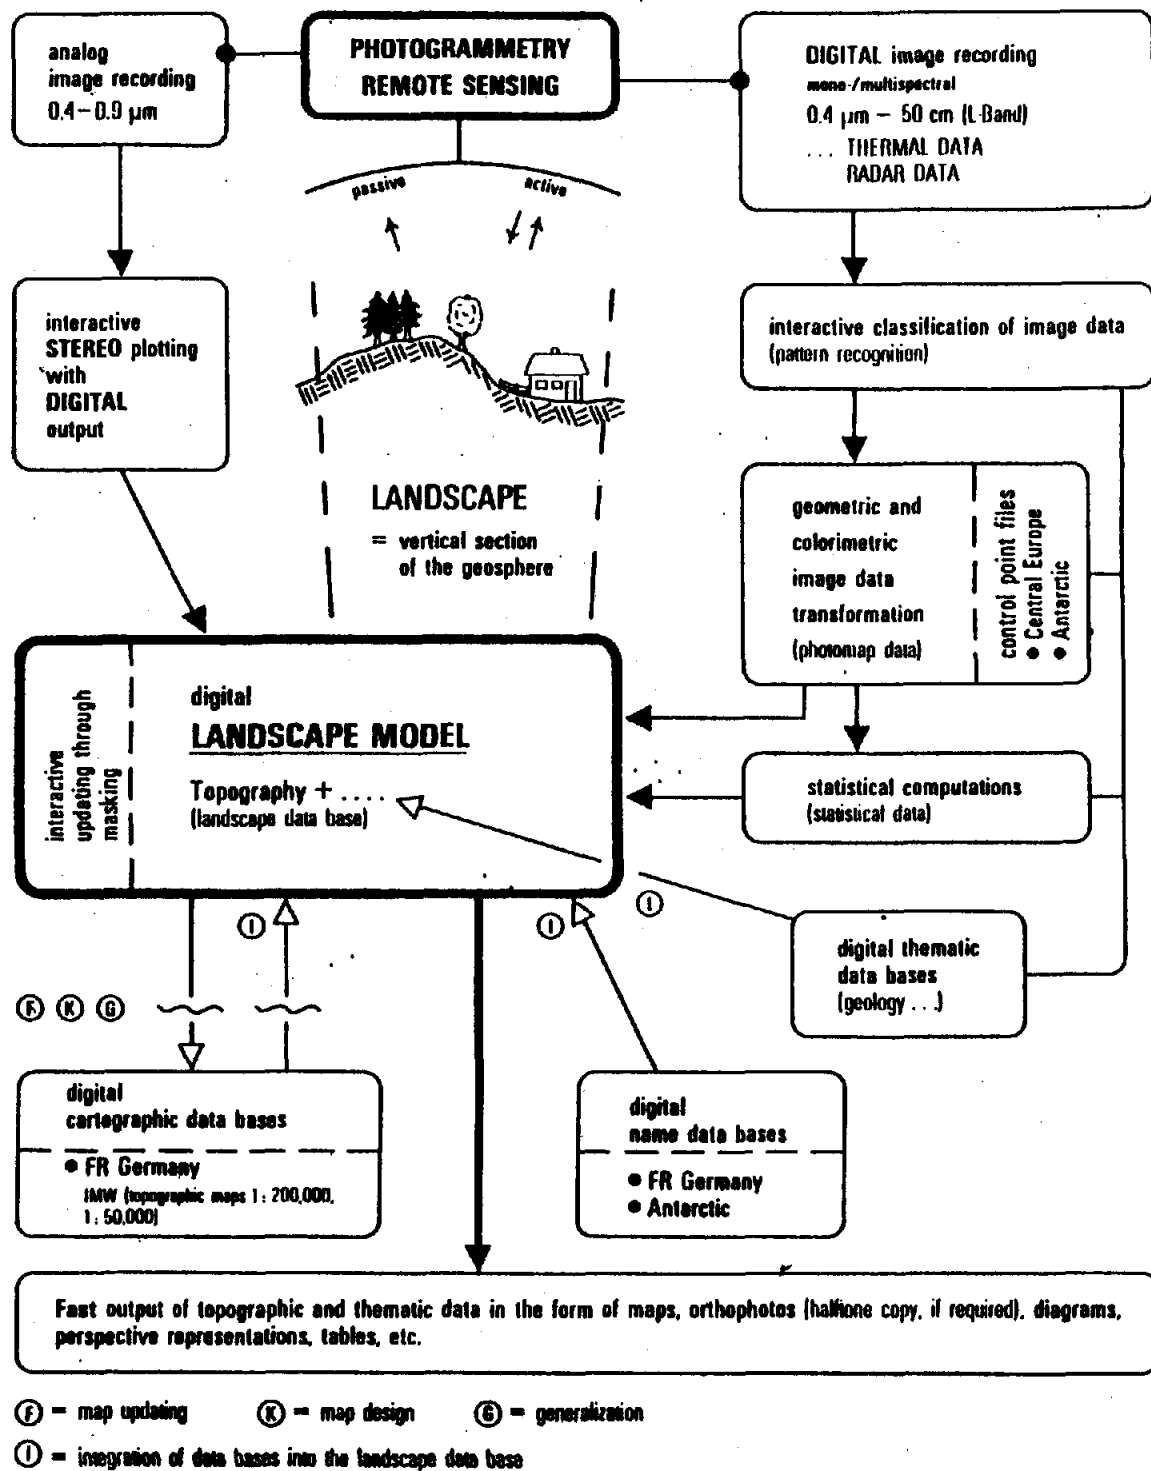 analog
image recording
0.4 – 0.9 µm
PHOTOGRAMMETRY
REMOTE SENSING
DIGITAL image recording
mono-/multispectral
0.4 µm – 50 cm (L-Band)
... THERMAL DATA
RADAR DATA
passive
active
interactive
STEREO plotting
with
DIGITAL
output
interactive classification of image data
(pattern recognition)
LANDSCAPE
= vertical section
of the geosphere
geometric and
colorimetric
image data
transformation
(photomap data)
control point files
● Central Europe
● Antarctic
interactive
updating through
masking
digital
LANDSCAPE MODEL
Topography + ....
(landscape data base)
statistical computations
(statistical data)
I
I
I
digital thematic
data bases
(geology ...)
F K G
digital
cartographic data bases
● FR Germany
IMW (topographic maps 1 : 200,000,
1 : 50,000)
digital
name data bases
● FR Germany
● Antarctic
Fast output of topographic and thematic data in the form of maps, orthophotos (halftone copy, if required), diagrams,
perspective representations, tables, etc.
F = map updating K = map design G = generalization
I = integration of data bases into the landscape data base